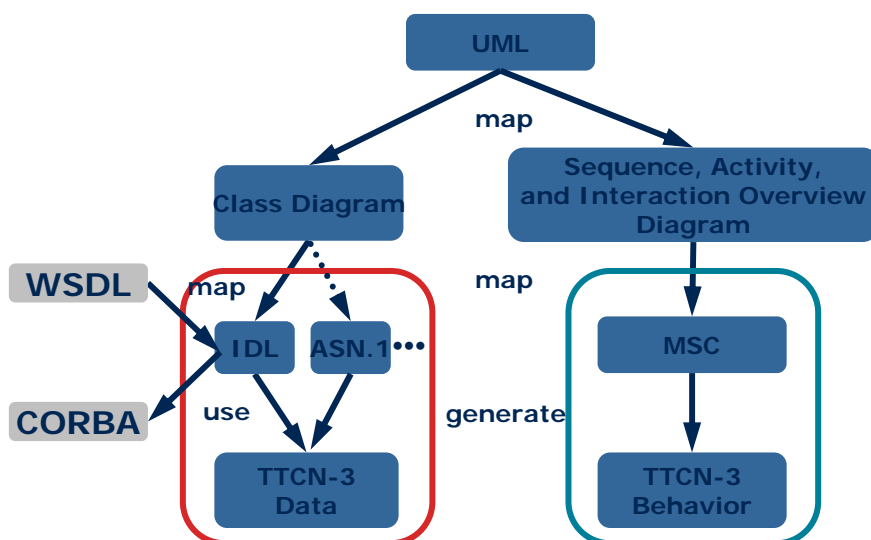 UML
map
Class Diagram
Sequence, Activity,
and Interaction Overview
Diagram
WSDL
map
map
IDL
ASN.1
MSC
CORBA
use
generate
TTCN-3
Data
TTCN-3
Behavior